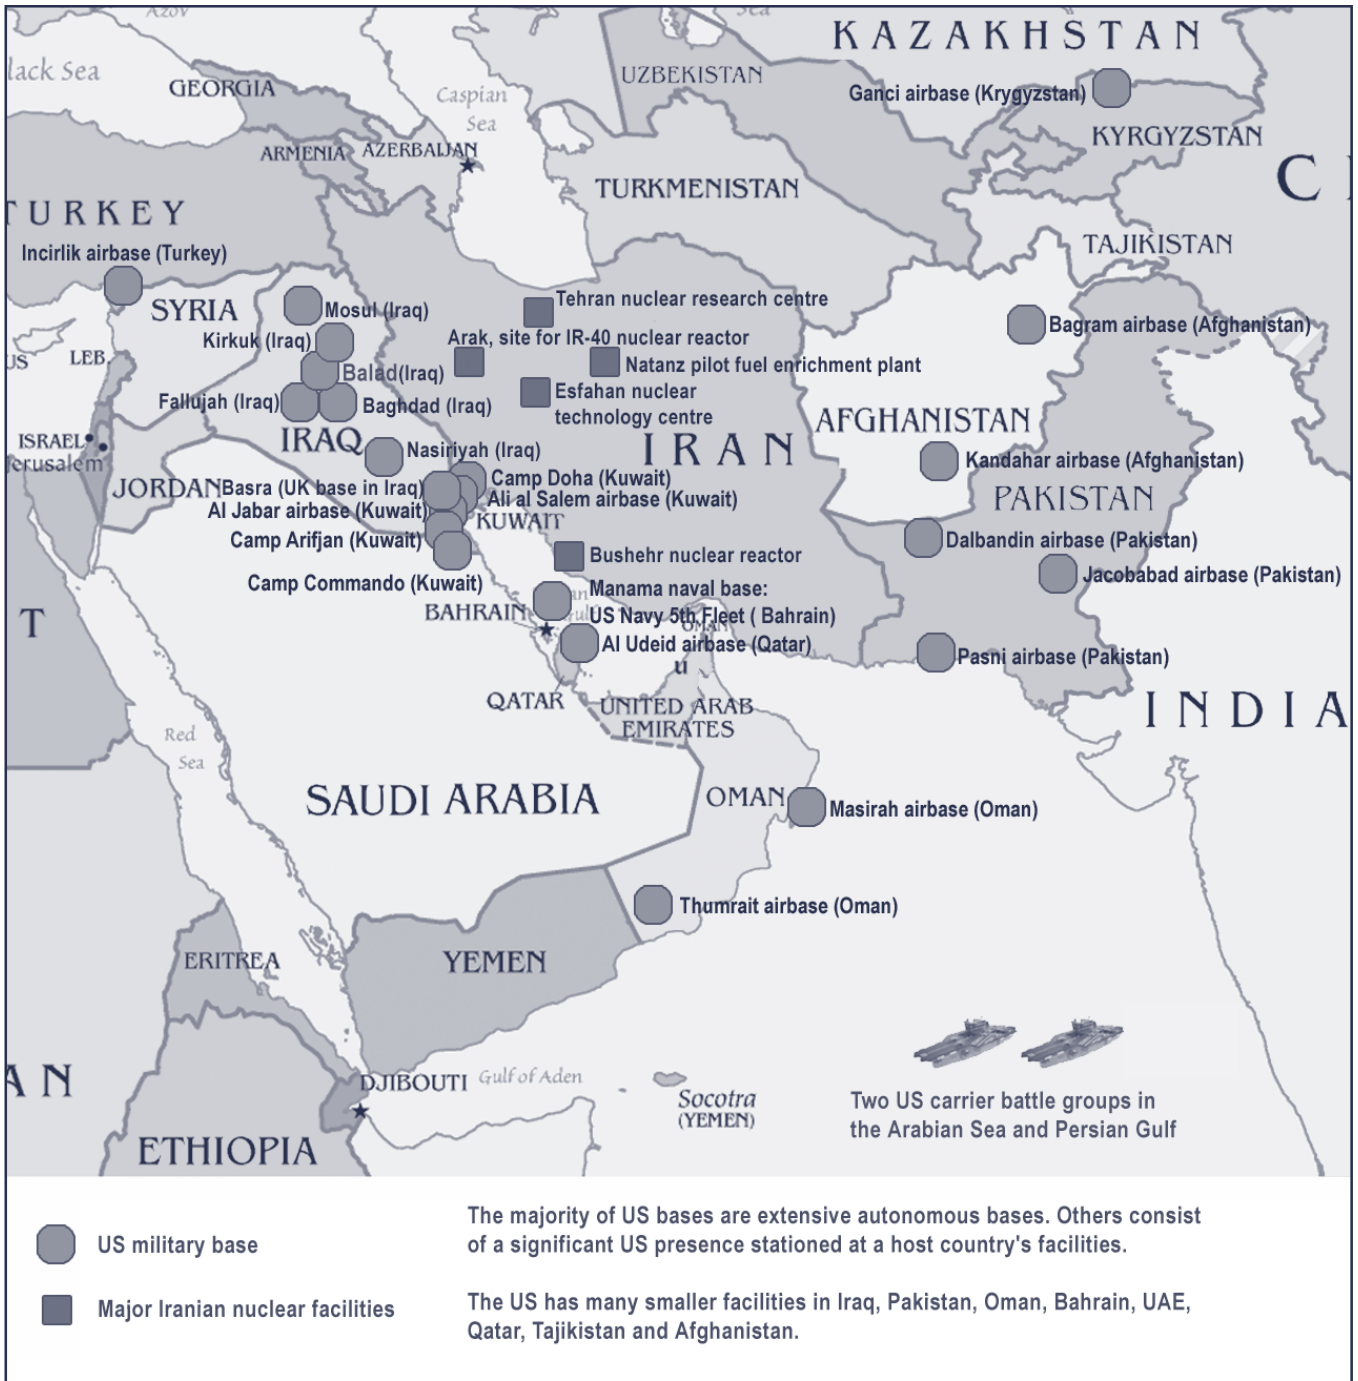 Azov
Sea
KAZAKHSTAN
lack Sea
GEORGIA
UZBEKISTAN
Caspian
Sea
Ganci airbase (Krygyzstan)
KYRGYZSTAN
ARMENIA
AZERBAIJAN
C
TURKMENISTAN
TURKEY
TAJIKISTAN
Incirlik airbase (Turkey)
SYRIA
Mosul (Iraq)
Tehran nuclear research centre
Bagram airbase (Afghanistan)
Kirkuk (Iraq)
Arak, site for IR-40 nuclear reactor
US
LEB.
Balad(Iraq)
Natanz pilot fuel enrichment plant
Fallujah (Iraq)
Baghdad (Iraq)
Esfahan nuclear
technology centre
AFGHANISTAN
ISRAEL
Jerusalem
IRAQ
Nasiriyah (Iraq)
IRAN
Kandahar airbase (Afghanistan)
JORDAN
Basra (UK base in Iraq)
Camp Doha (Kuwait)
Ali al Salem airbase (Kuwait)
PAKISTAN
Al Jabar airbase (Kuwait)
KUWAIT
Camp Arifjan (Kuwait)
Dalbandin airbase (Pakistan)
Bushehr nuclear reactor
Camp Commando (Kuwait)
Jacobabad airbase (Pakistan)
Manama naval base:
US Navy 5th Fleet ( Bahrain)
BAHRAIN
OMAN
T
Al Udeid airbase (Qatar)
u
Pasni airbase (Pakistan)
QATAR
UNITED ARAB
EMIRATES
INDIA
Red
Sea
SAUDI ARABIA
OMAN
Masirah airbase (Oman)
Thumrait airbase (Oman)
ERITREA
YEMEN
AN
DJIBOUTI
Gulf of Aden
Socotra
(YEMEN)
Two US carrier battle groups in
the Arabian Sea and Persian Gulf
ETHIOPIA
US military base
The majority of US bases are extensive autonomous bases. Others consist
of a significant US presence stationed at a host country's facilities.
Major Iranian nuclear facilities
The US has many smaller facilities in Iraq, Pakistan, Oman, Bahrain, UAE,
Qatar, Tajikistan and Afghanistan.